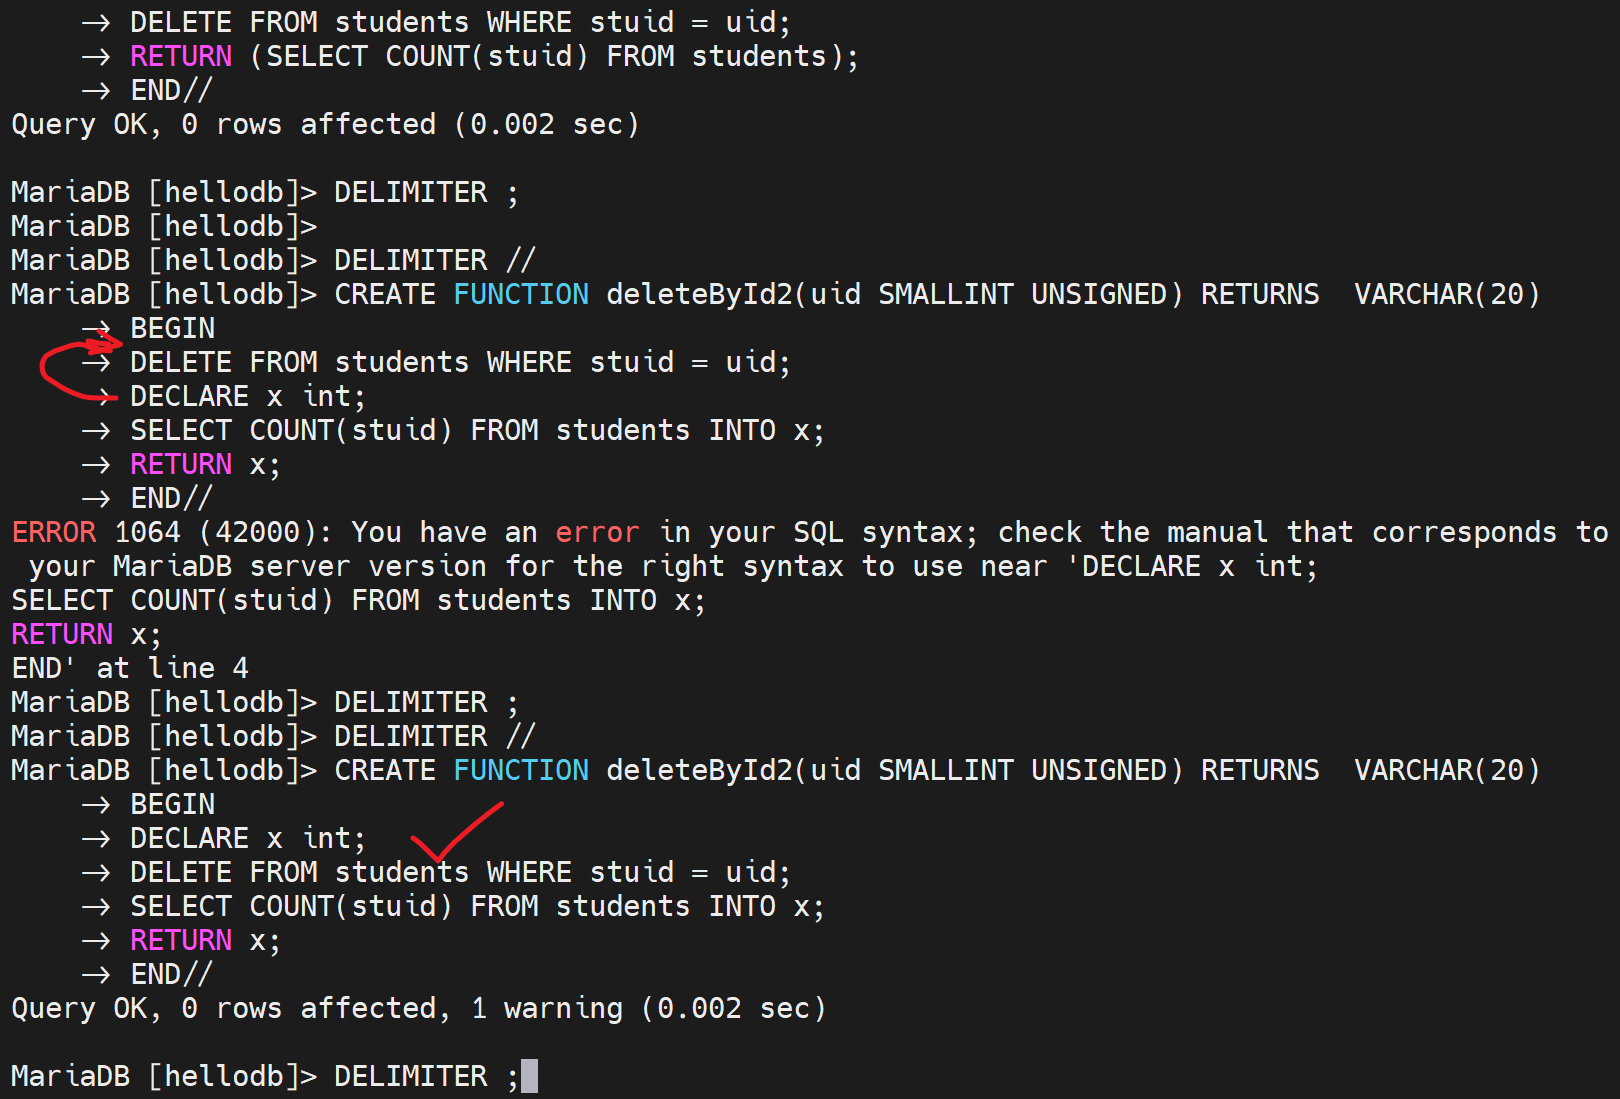 → DELETE FROM students WHERE stuid = uid;
→ RETURN (SELECT COUNT(stuid) FROM students);
→ END//
Query OK, 0 rows affected (0.002 sec)
MariaDB [hellodb]> DELIMITER ;
MariaDB [hellodb]>
MariaDB [hellodb]> DELIMITER //
MariaDB [hellodb]> CREATE FUNCTION deleteById2(uid SMALLINT UNSIGNED) RETURNS  VARCHAR(20)
→ BEGIN
→ DELETE FROM students WHERE stuid = uid;
→ DECLARE x int;
→ SELECT COUNT(stuid) FROM students INTO x;
→ RETURN x;
→ END//
ERROR 1064 (42000): You have an error in your SQL syntax; check the manual that corresponds to
your MariaDB server version for the right syntax to use near 'DECLARE x int;
SELECT COUNT(stuid) FROM students INTO x;
RETURN x;
END' at line 4
MariaDB [hellodb]> DELIMITER ;
MariaDB [hellodb]> DELIMITER //
MariaDB [hellodb]> CREATE FUNCTION deleteById2(uid SMALLINT UNSIGNED) RETURNS  VARCHAR(20)
→ BEGIN
→ DECLARE x int;
→ DELETE FROM students WHERE stuid = uid;
→ SELECT COUNT(stuid) FROM students INTO x;
→ RETURN x;
→ END//
Query OK, 0 rows affected, 1 warning (0.002 sec)
MariaDB [hellodb]> DELIMITER ;